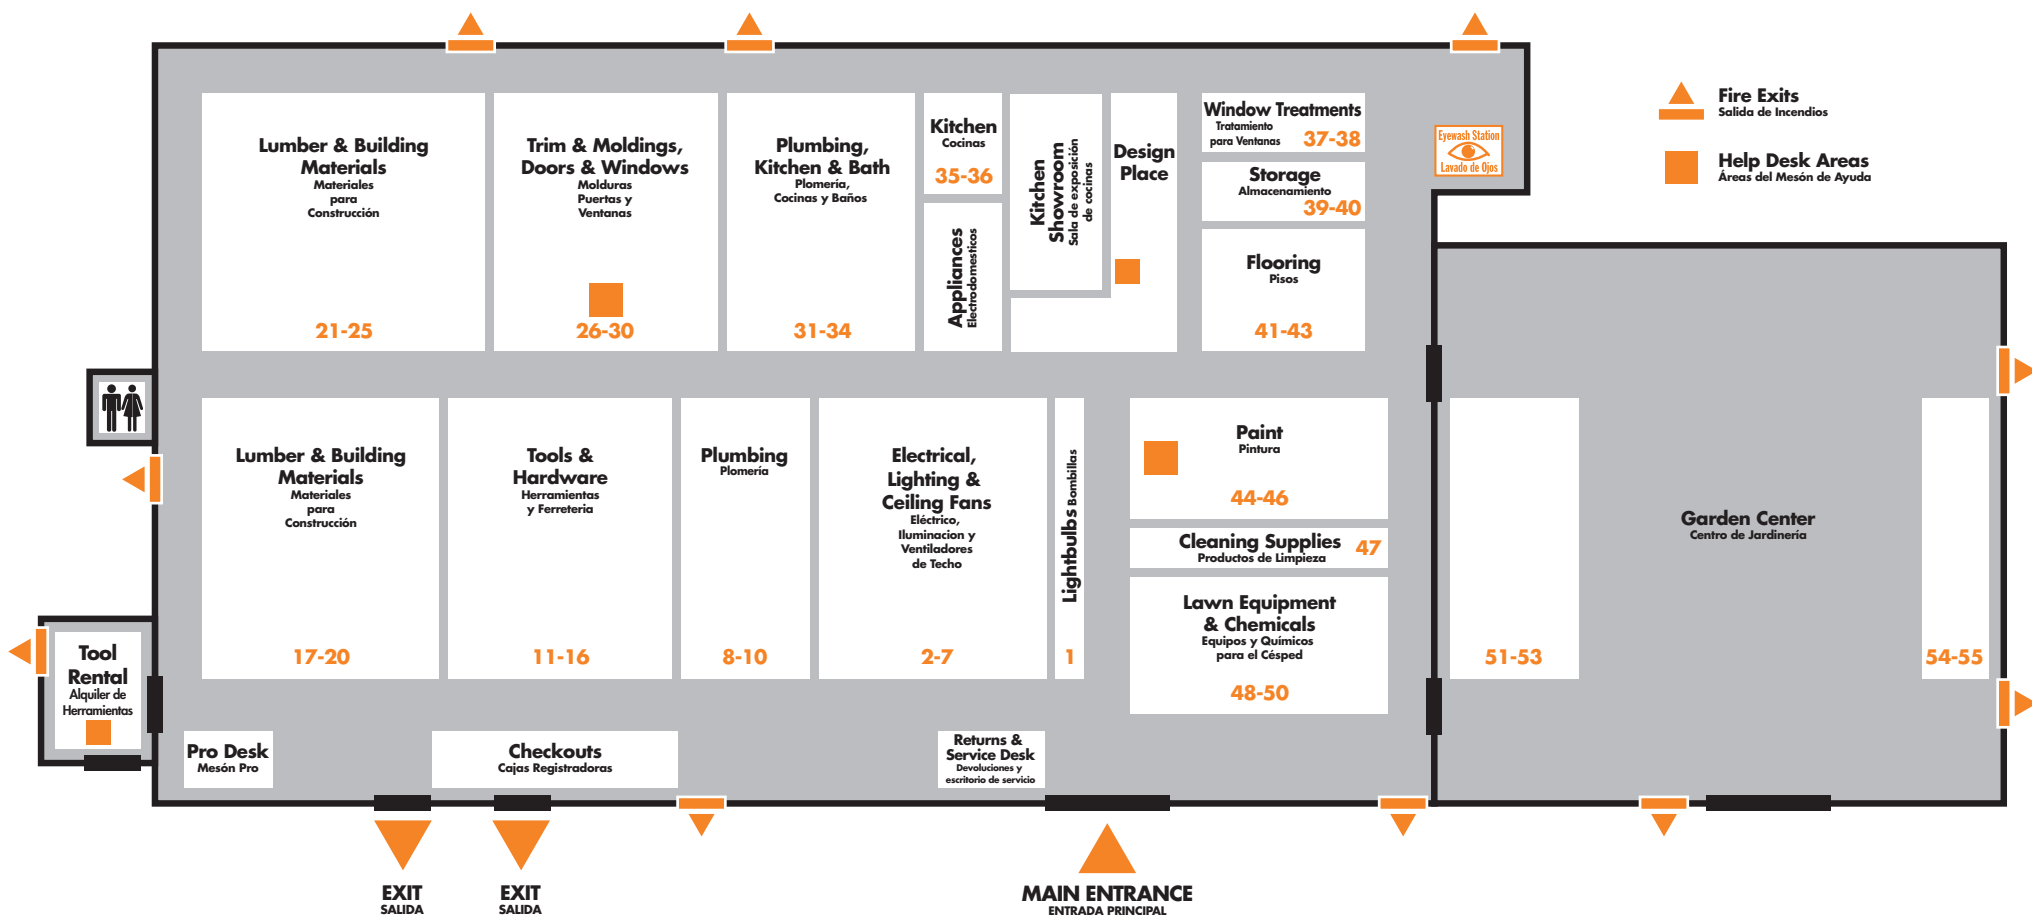 Fire Exits
Salida de Incendios
Help Desk Areas
Áreas del Mesón de Ayuda
Lumber & Building
Materials
Materiales
para
Construcción
21-25
Trim & Moldings,
Doors & Windows
Molduras
Puertas y
Ventanas
26-30
Plumbing,
Kitchen & Bath
Plomería,
Cocinas y Baños
31-34
Kitchen
Cocinas
35-36
Appliances
Electrodomesticos
Kitchen
Showroom
Sala de exposición
de cocinas
Design
Place
Window Treatments
Tratamiento
para Ventanas
37-38
Storage
Almacenamiento
39-40
Flooring
Pisos
41-43
Eyewash Station
Lavado de Ojos
Lumber & Building
Materials
Materiales
para
Construcción
17-20
Tools &
Hardware
Herramientas
y Ferreteria
11-16
Plumbing
Plomería
8-10
Electrical,
Lighting &
Ceiling Fans
Eléctrico,
Iluminacion y
Ventiladores
de Techo
2-7
Lightbulbs Bombillas
1
Paint
Pintura
44-46
Cleaning Supplies
Productos de Limpieza
47
Lawn Equipment
& Chemicals
Equipos y Químicos
para el Césped
48-50
Garden Center
Centro de Jardinería
51-53
54-55
Tool
Rental
Alquiler de
Herramientas
Pro Desk
Mesón Pro
Checkouts
Cajas Registradoras
Returns &
Service Desk
Devoluciones y
escritorio de servicio
EXIT
SALIDA
EXIT
SALIDA
MAIN ENTRANCE
ENTRADA PRINCIPAL